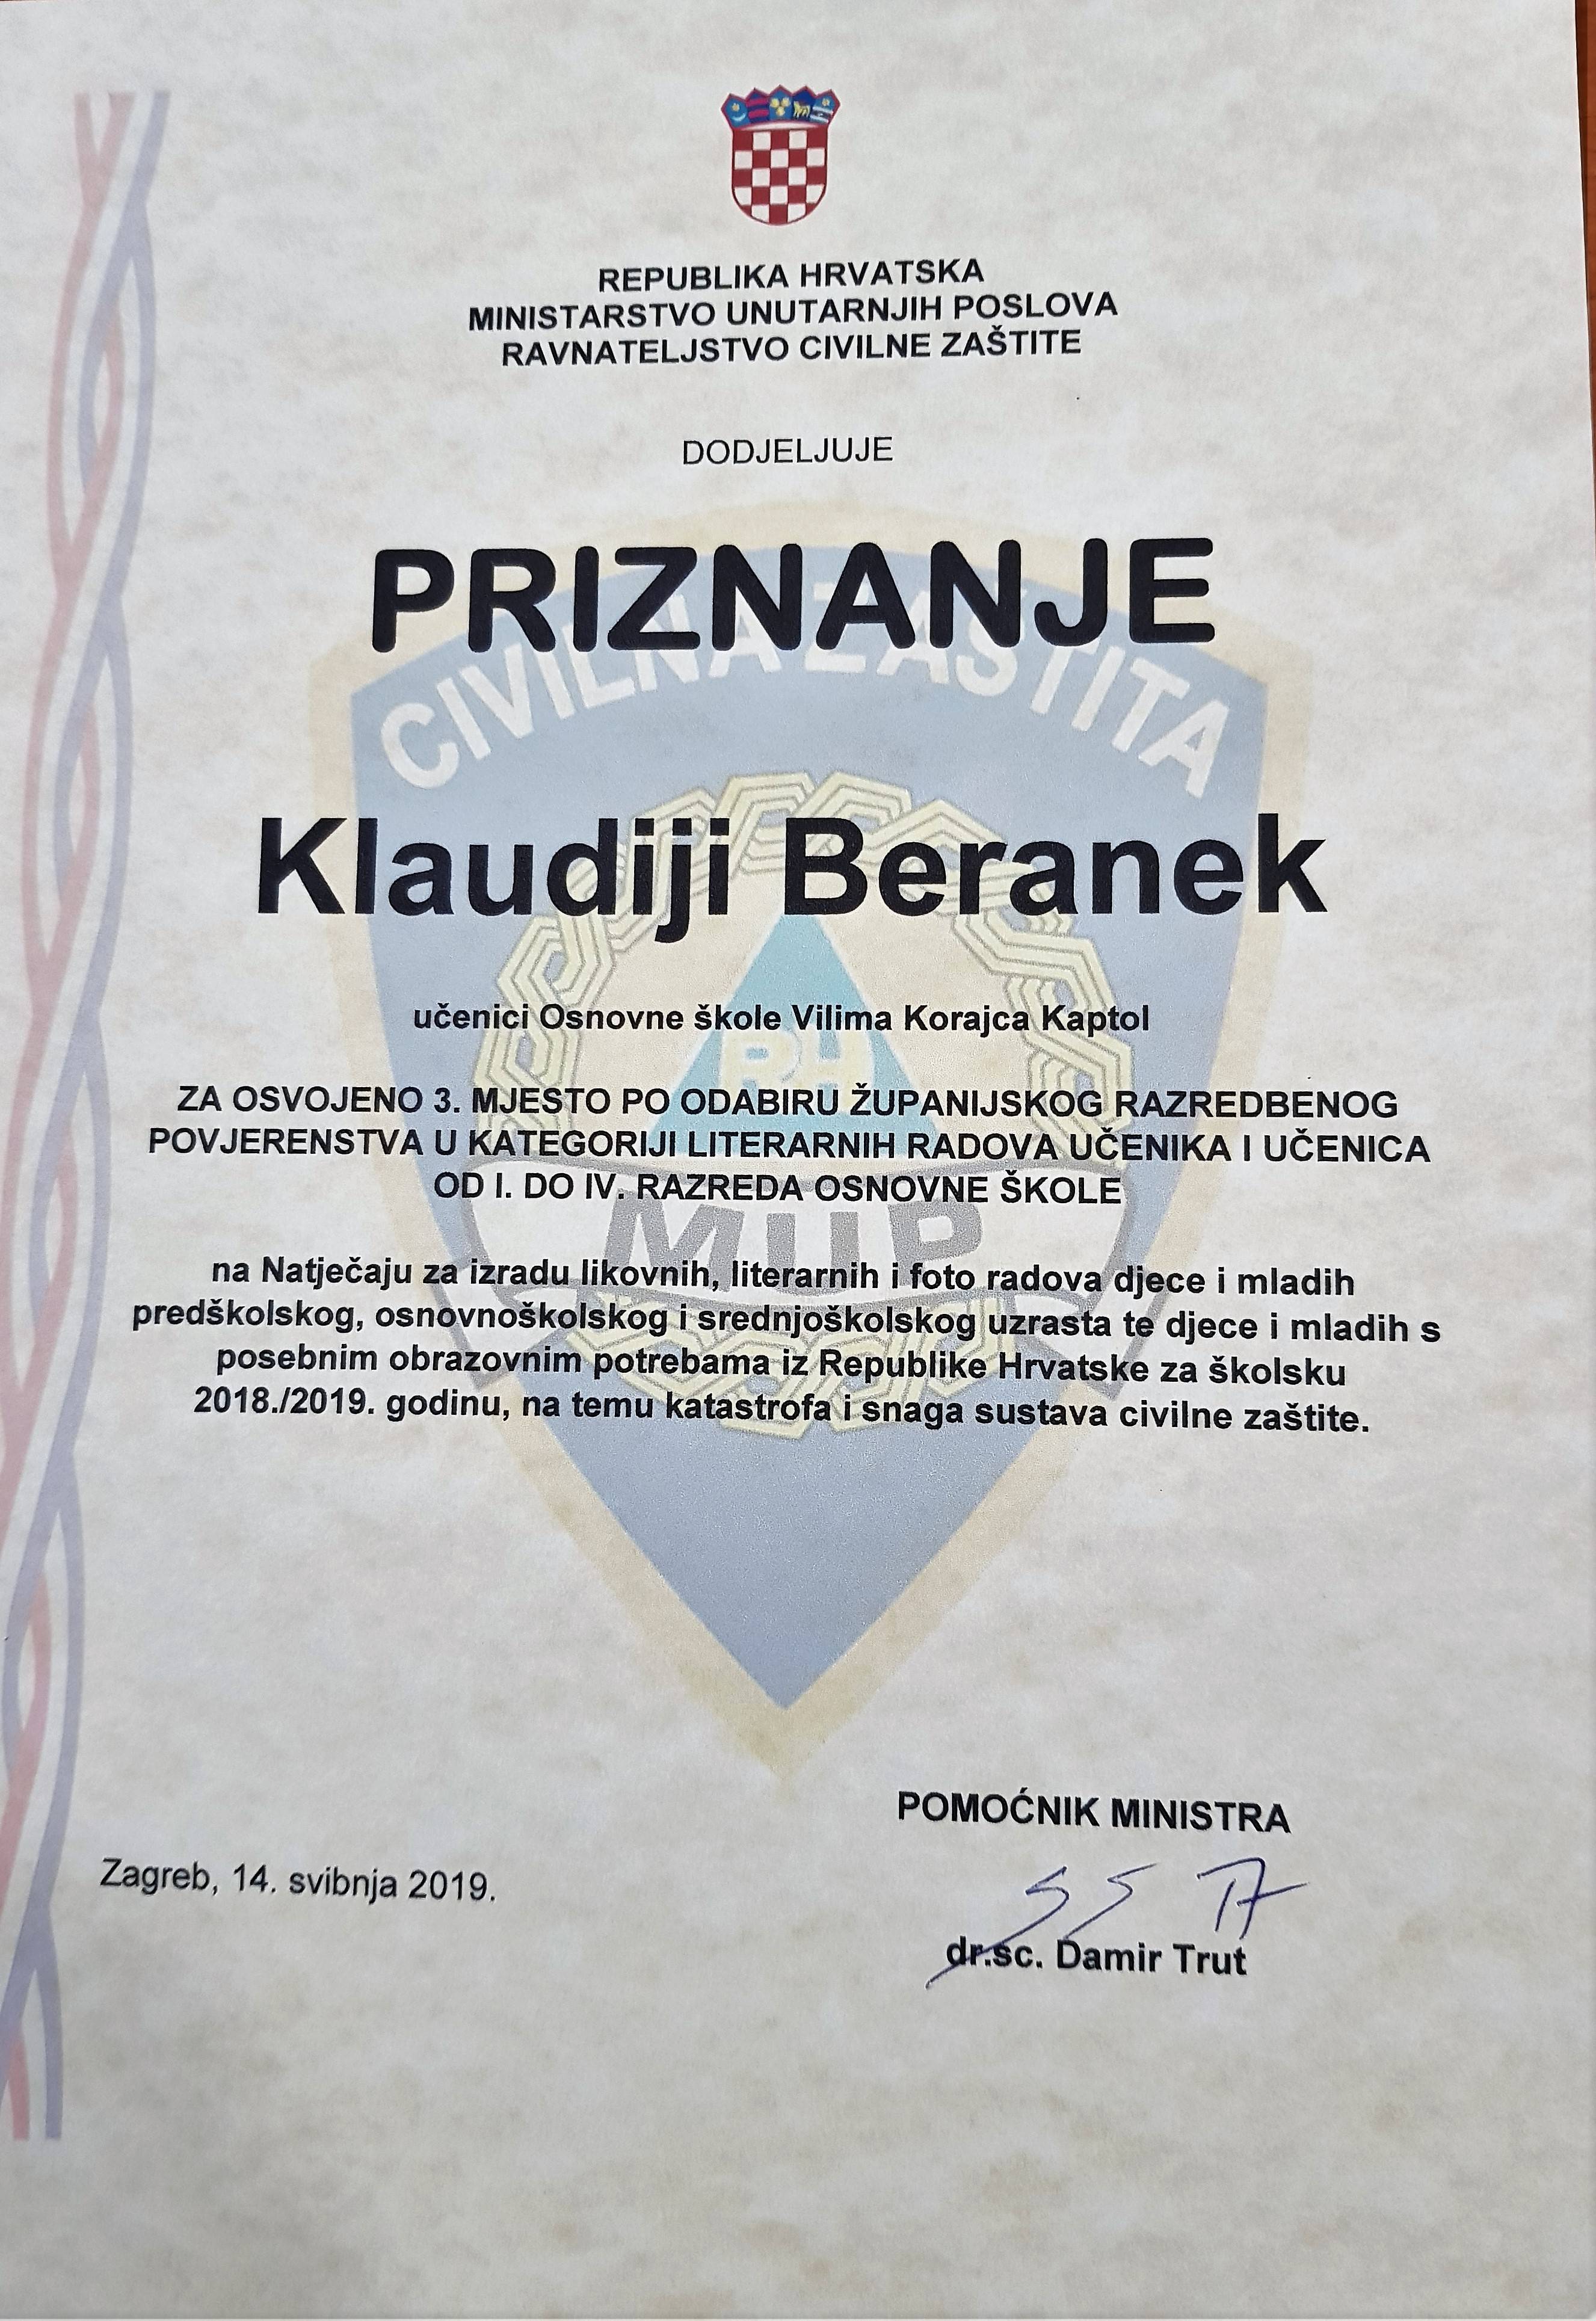 REPUBLIKA HRVATSKA
MINISTARSTVO UNUTARNJIH POSLOVA
RAVNATELJSTVO CIVILNE ZAŠTITE
DODJELJUJE
PRIZNANJE
CIVILNA ZAŠTITA
Klaudiji Beranek
učenici Osnovne škole Vilima Korajca Kaptol
RH
ZA OSVOJENO 3. MJESTO PO ODABIRU ŽUPANIJSKOG RAZREDBENOG
POVJERENSTVA U KATEGORIJI LITERARNIH RADOVA UČENIKA I UČENICA
OD I. DO IV. RAZREDA OSNOVNE ŠKOLE
MUP
na Natječaju za izradu likovnih, literarnih i foto radova djece i mladih
predškolskog, osnovnoškolskog i srednjoškolskog uzrasta te djece i mladih s
posebnim obrazovnim potrebama iz Republike Hrvatske za školsku
2018./2019. godinu, na temu katastrofa i snaga sustava civilne zaštite.
POMOĆNIK MINISTRA
Zagreb, 14. svibnja 2019.
dr.sc. Damir Trut